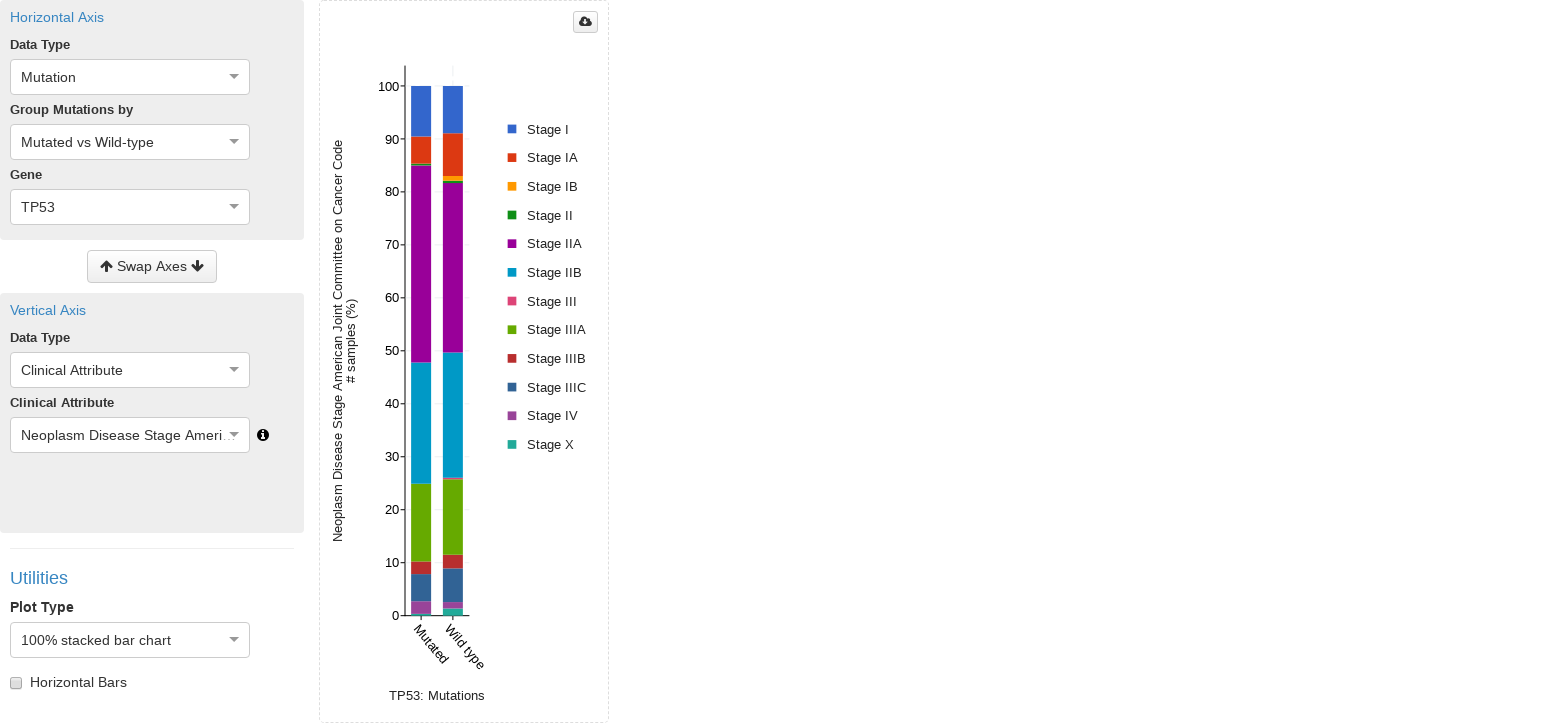 Horizontal Axis
Data Type
Mutation
Group Mutations by
Mutated vs Wild-type
Gene
TP53
Swap Axes
Vertical Axis
Data Type
Clinical Attribute
Clinical Attribute
Neoplasm Disease Stage Ameri...
Utilities
Plot Type
100% stacked bar chart
Horizontal Bars
Neoplasm Disease Stage American Joint Committee on Cancer Code
# samples (%)
100
90
80
70
60
50
40
30
20
10
0
Mutated
Wild type
TP53: Mutations
Stage I
Stage IA
Stage IB
Stage II
Stage IIA
Stage IIB
Stage III
Stage IIIA
Stage IIIB
Stage IIIC
Stage IV
Stage X